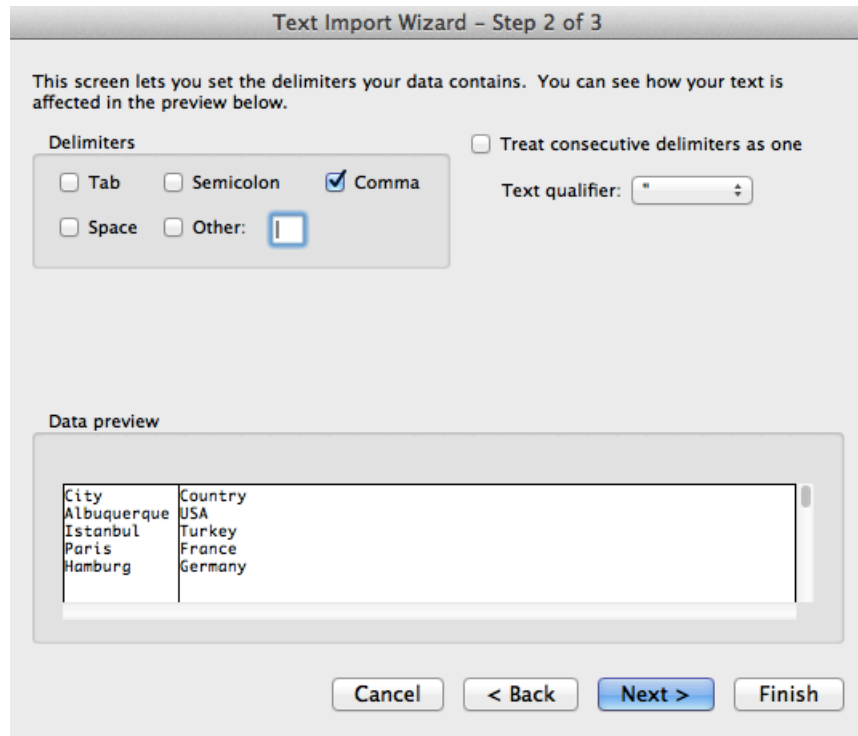 Text Import Wizard – Step 2 of 3
This screen lets you set the delimiters your data contains.  You can see how your text is
affected in the preview below.
Delimiters
Treat consecutive delimiters as one
Tab
Semicolon
Comma
Text qualifier: "
Space
Other:
Data preview
City Country
Albuquerque USA
Istanbul Turkey
Paris France
Hamburg Germany
Cancel
< Back
Next >
Finish